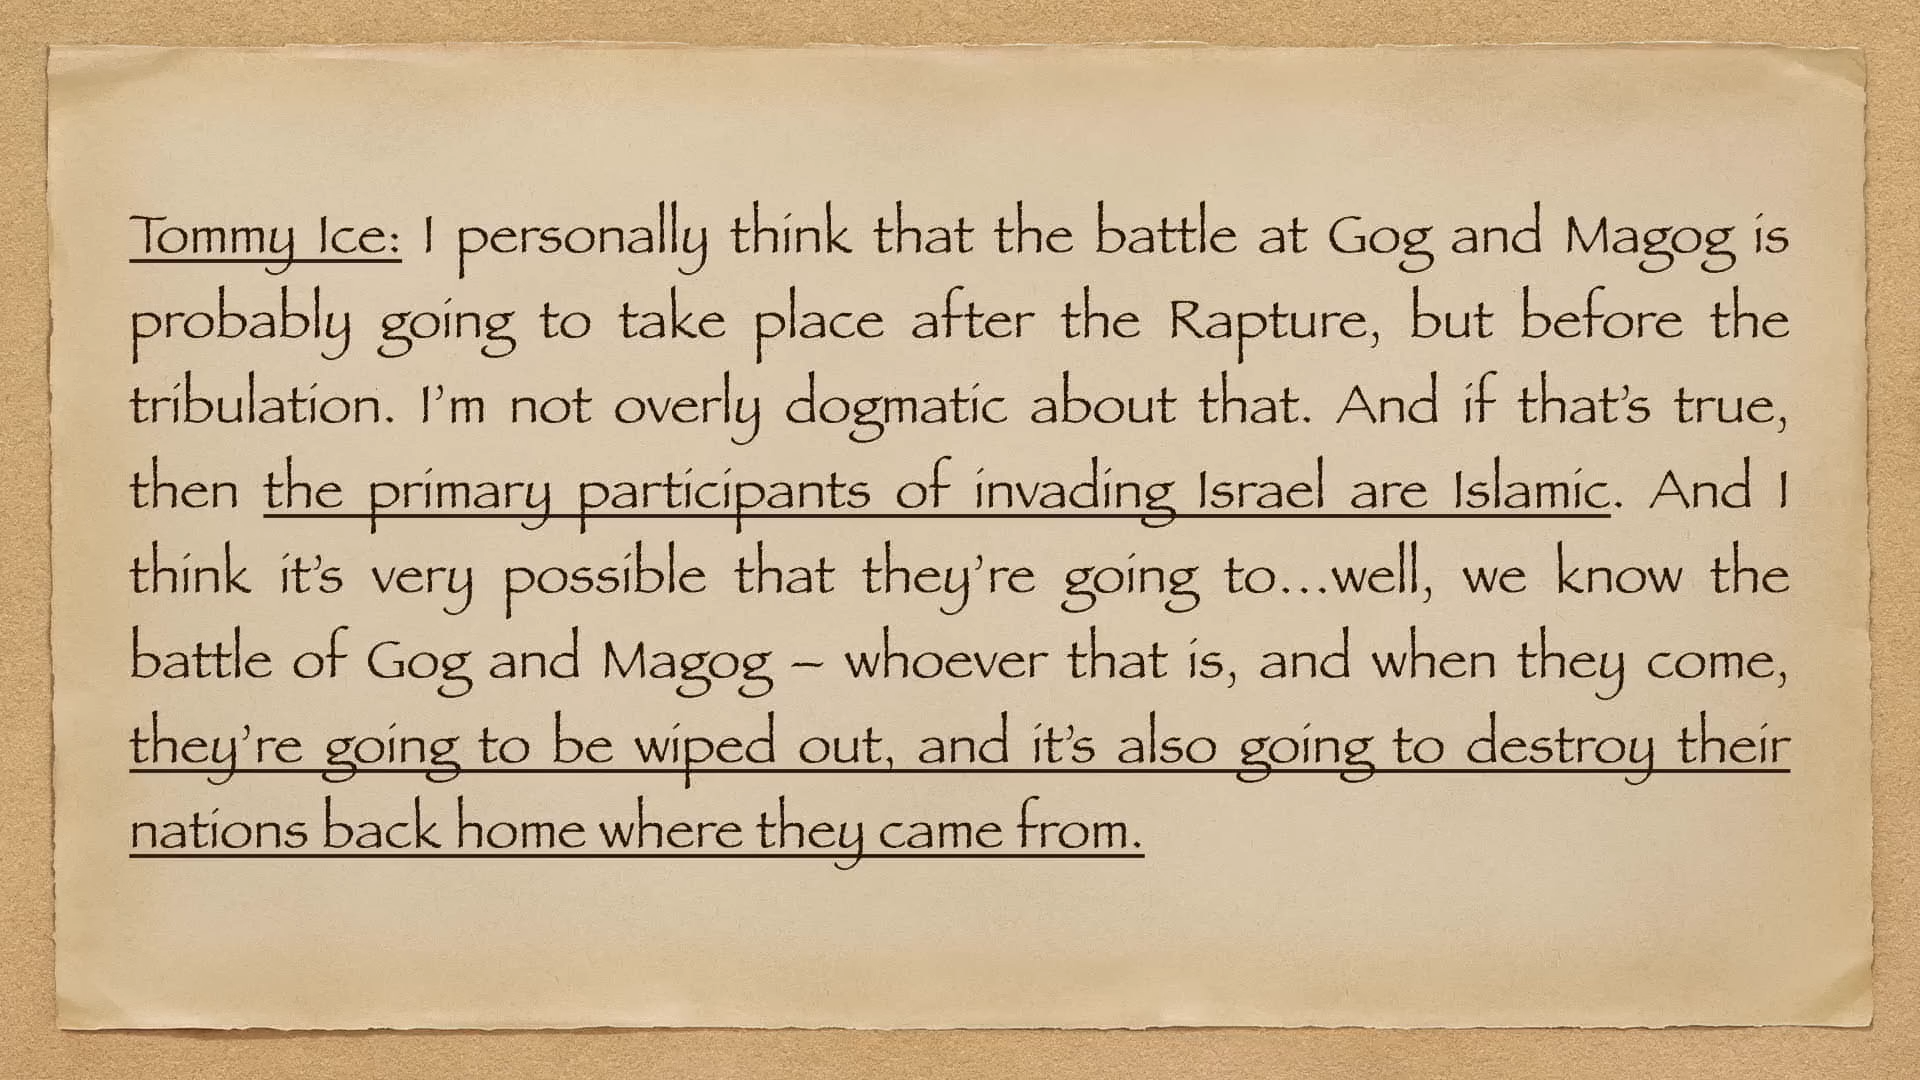 Tommy Ice: I personally think that the battle at Gog and Magog is
probably going to take place after the Rapture, but before the
tribulation. I'm not overly dogmatic about that. And if that's true,
then the primary participants of invading Israel are Islamic. And I
think it's very possible that they're going to…well, we know the
battle of Gog and Magog – whoever that is, and when they come,
they're going to be wiped out, and it's also going to destroy their
nations back home where they came from.